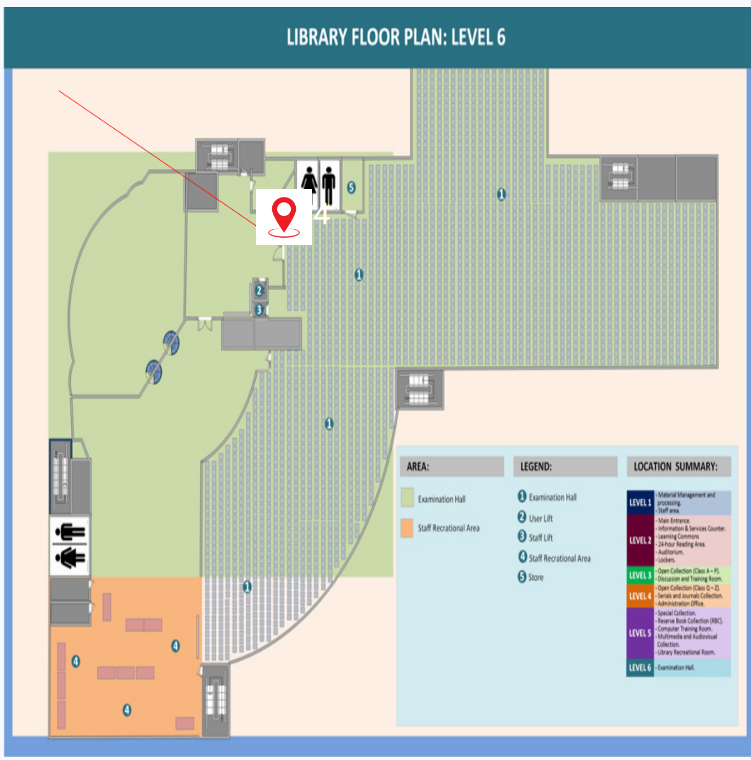 LIBRARY FLOOR PLAN: LEVEL 6
5
1
4
1
2
3
1
1
4
4
4
AREA:
Examination Hall
Staff Recrational Area
LEGEND:
1 Examination Hall
2 User Lift
3 Staff Lift
4 Staff Recrational Area
5 Store
LOCATION SUMMARY:
LEVEL 1
- Material Management and
processing.
- Staff area.
LEVEL 2
- Main Entrance.
- Information & Services Counter.
- Learning Commons
- 24-hour Reading Area.
- Auditorium.
- Lockers.
LEVEL 3
- Open Collection (Class A – P).
- Discussion and Training Room.
LEVEL 4
- Open Collection (Class Q – Z)
- Serials and Journals Collection.
- Administration Office.
LEVEL 5
- Special Collection.
- Reserve Book Collection (RBC).
- Computer Training Room.
- Multimedia and Audiovisual
Collection.
- Library Recreational Room.
LEVEL 6
- Examination Hall.